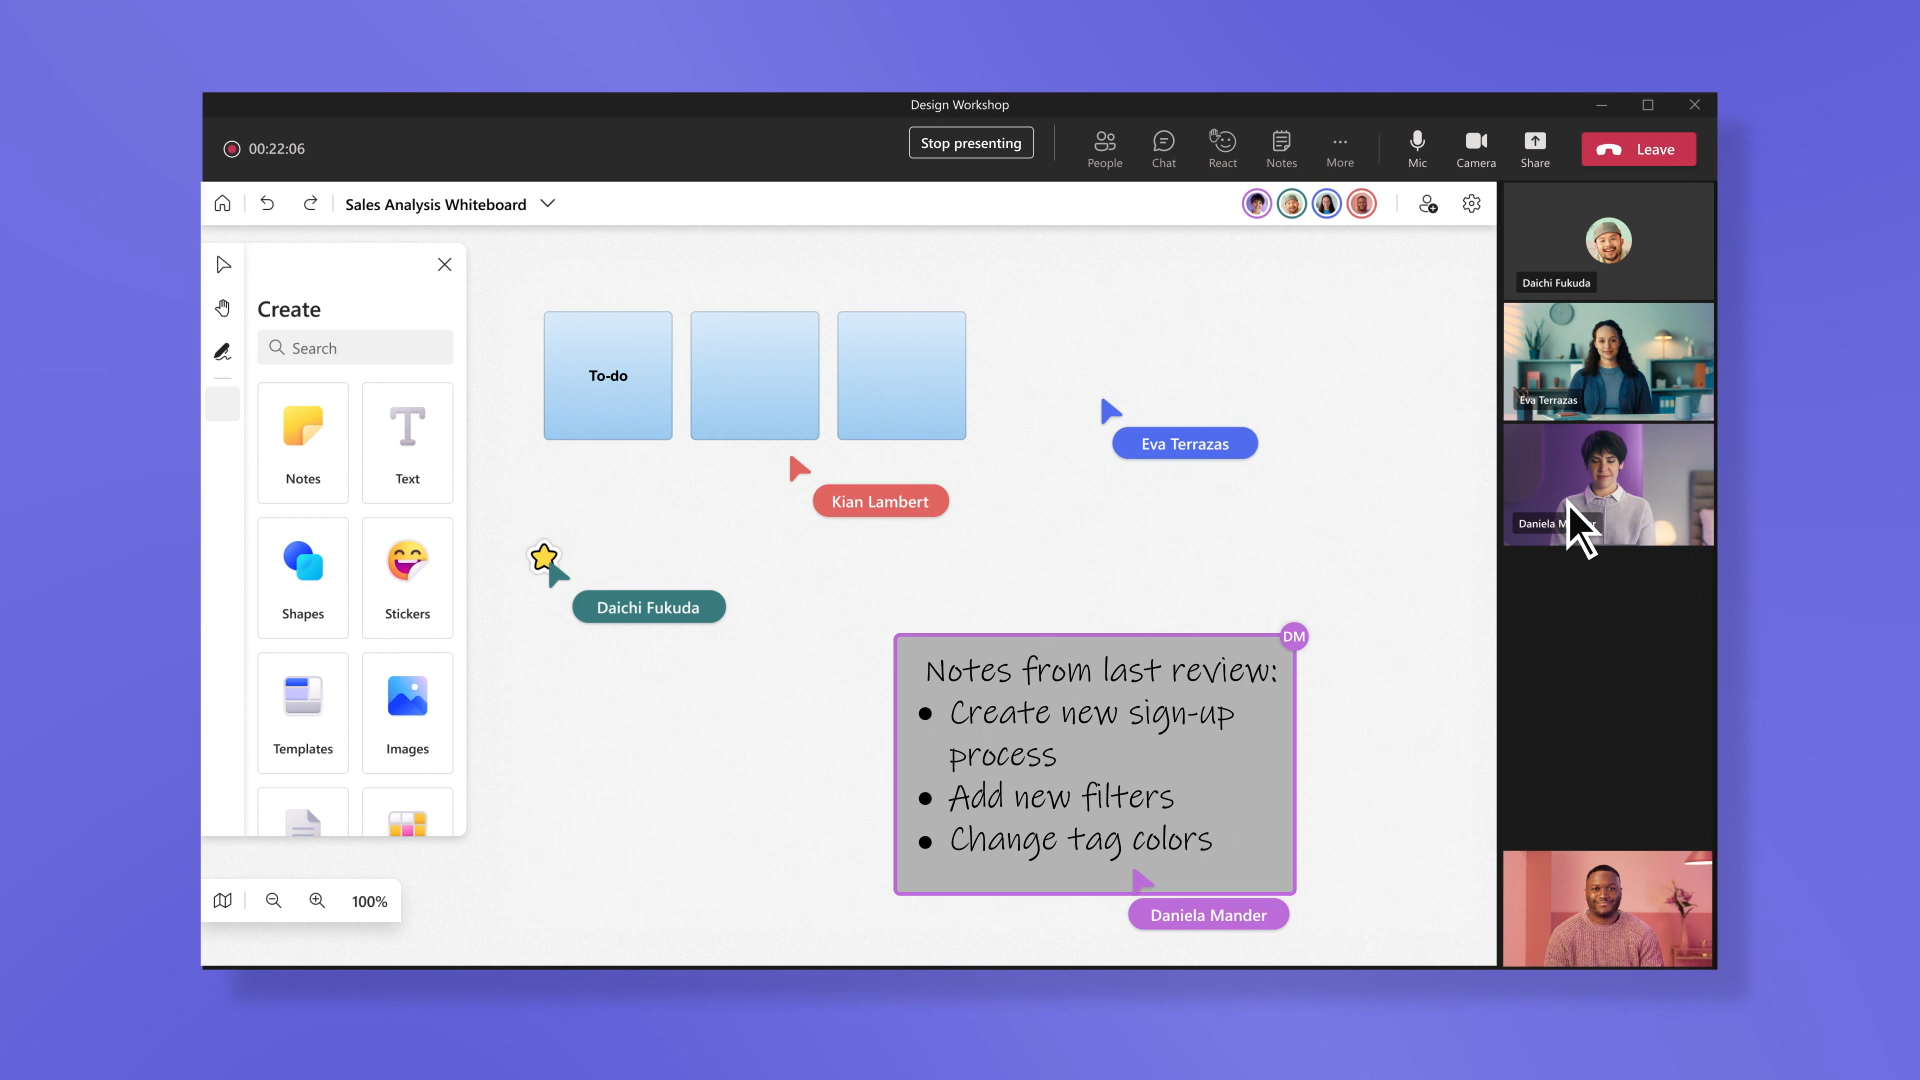 Design Workshop
00:22:06
Stop presenting
People
Chat
React
Notes
More
Mic
Camera
Share
Leave
Sales Analysis Whiteboard
Create
Search
Notes
Text
Shapes
Stickers
Templates
Images
100%
To-do
Eva Terrazas
Kian Lambert
Daichi Fukuda
DM
Notes from last review:
• Create new sign-up
process
• Add new filters
• Change tag colors
Daniela Mander
Daichi Fukuda
Eva Terrazas
Daniela